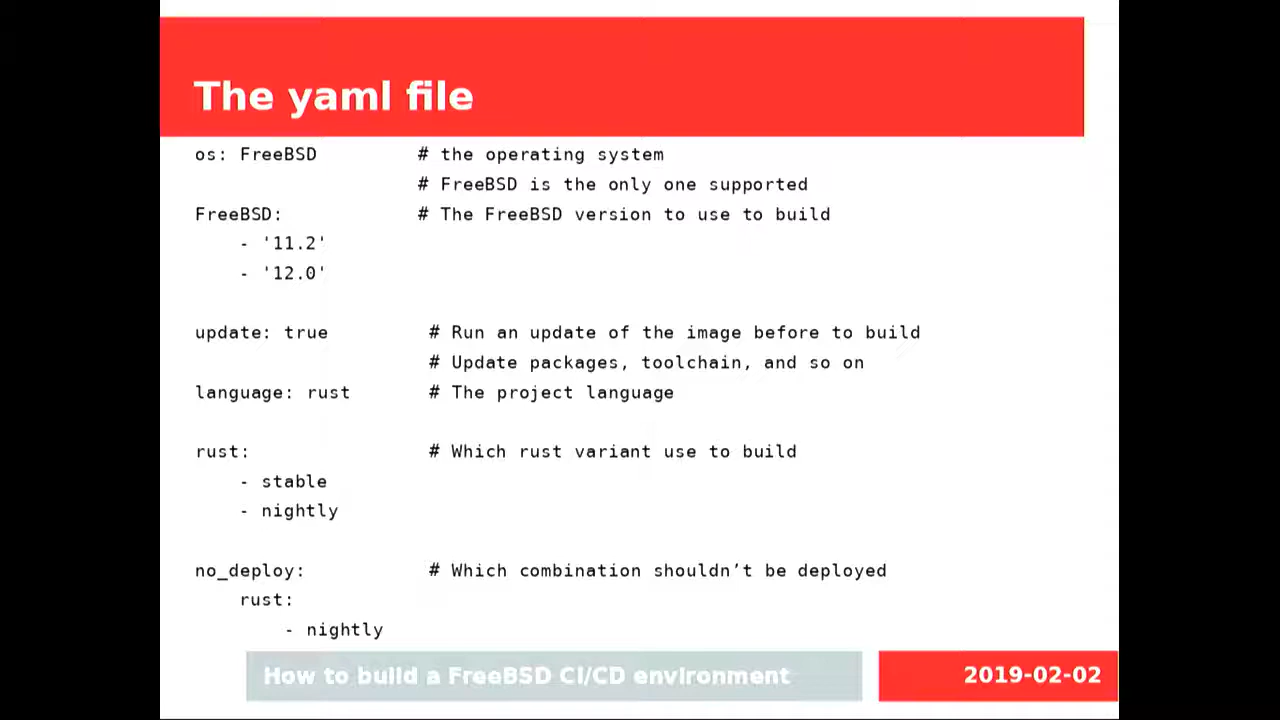 The yaml file
os: FreeBSD # the operating system
# FreeBSD is the only one supported
FreeBSD: # The FreeBSD version to use to build
- '11.2'
- '12.0'
update: true # Run an update of the image before to build
# Update packages, toolchain, and so on
language: rust # The project language
rust: # Which rust variant use to build
- stable
- nightly
no_deploy: # Which combination shouldn’t be deployed
rust:
- nightly
How to build a FreeBSD CI/CD environment 2019-02-02